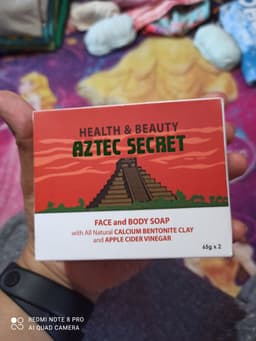 HEALTH & BEAUTY
AZTEC SECRET
FACE and BODY SOAP
with All Natural CALCIUM BENTONITE CLAY
and APPLE CIDER VINEGAR
65g x 2
REDMI NOTE 8 PRO
AI QUAD CAMERA